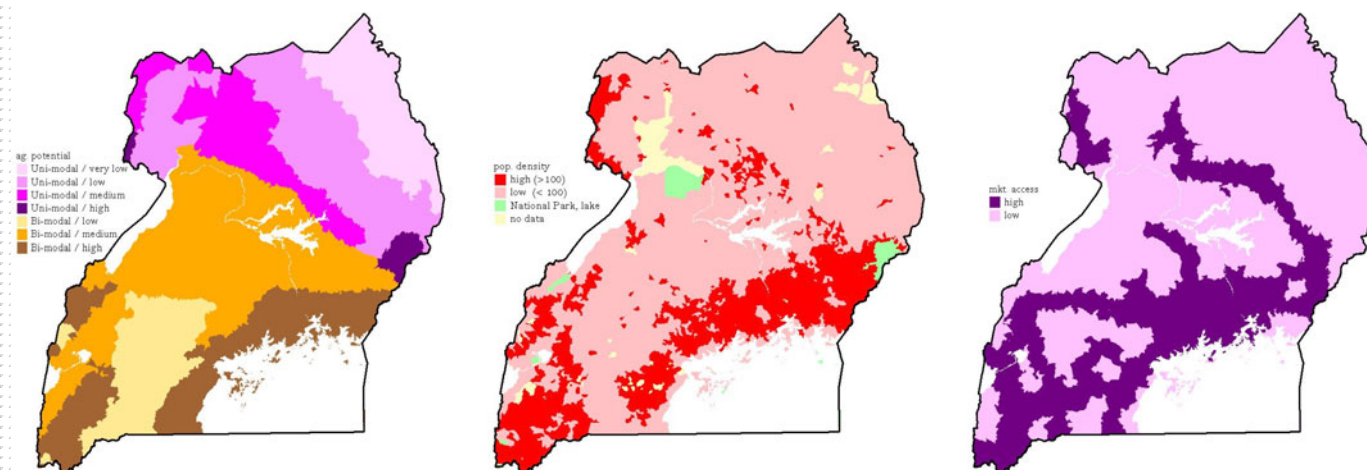 ag. potential
Uni-modal / very low
Uni-modal / low
Uni-modal / medium
Uni-modal / high
Bi-modal / low
Bi-modal / medium
Bi-modal / high
pop. density
high (>100)
low (< 100)
National Park, lake
no data
mkt. access
high
low